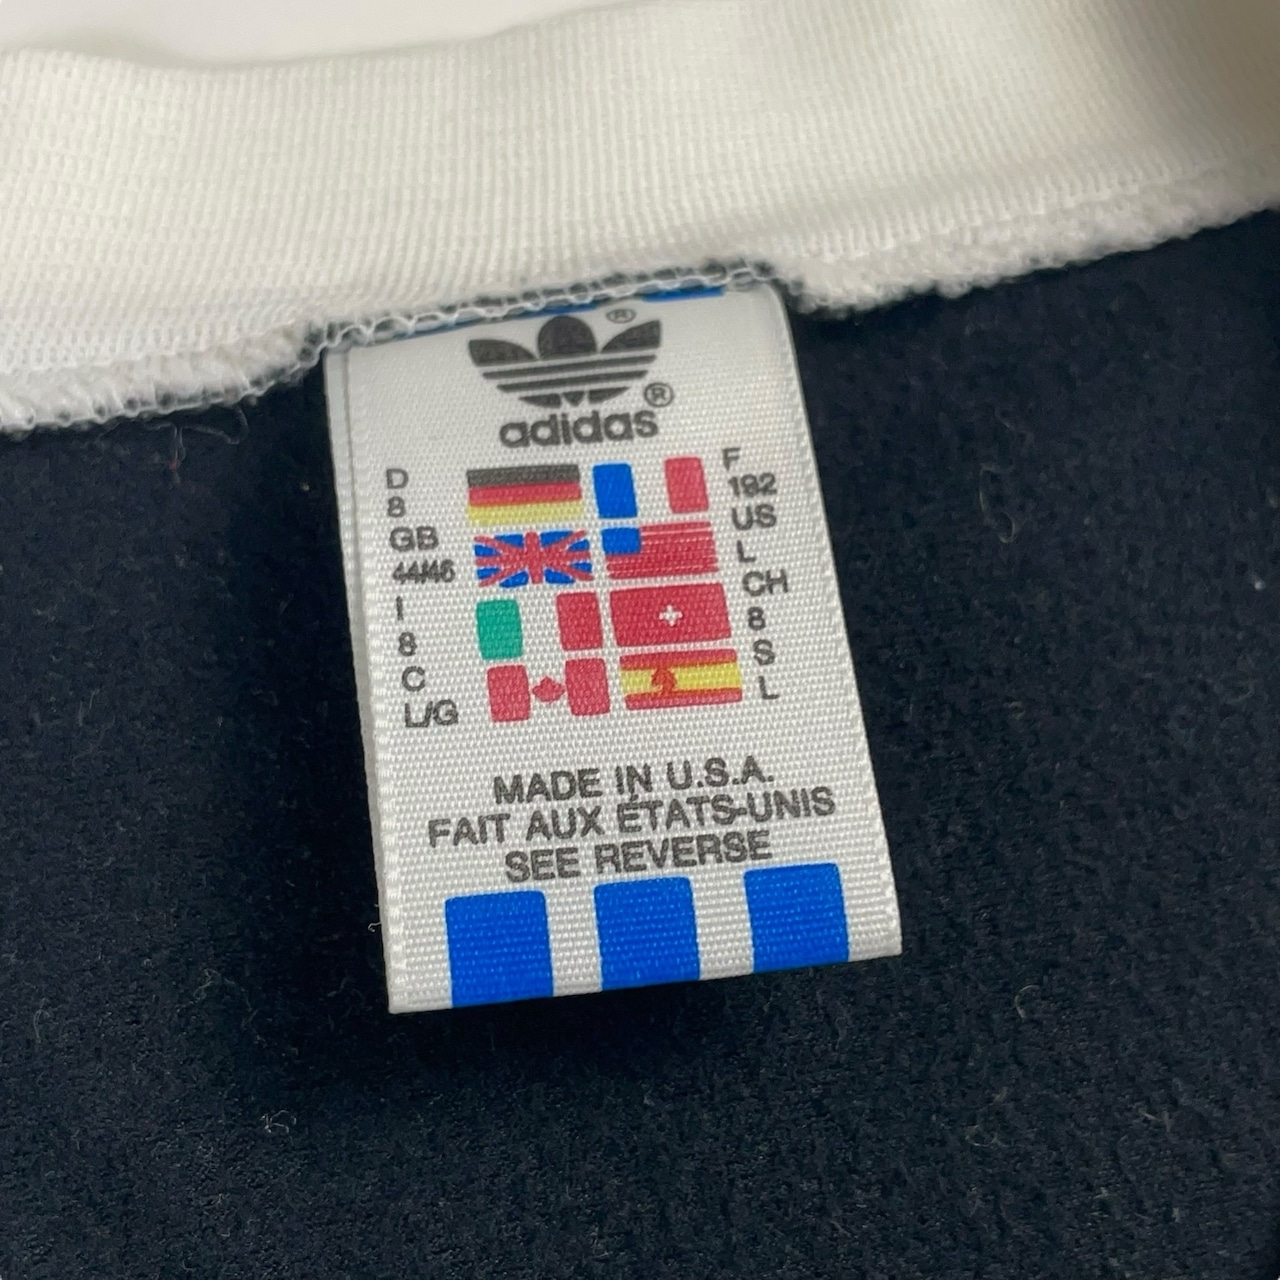 ®
®
adidas
D
8
GB
44/46
I
8
C
L/G
F
192
US
L
CH
8
S
L
MADE IN U.S.A.
FAIT AUX ÉTATS-UNIS
SEE REVERSE